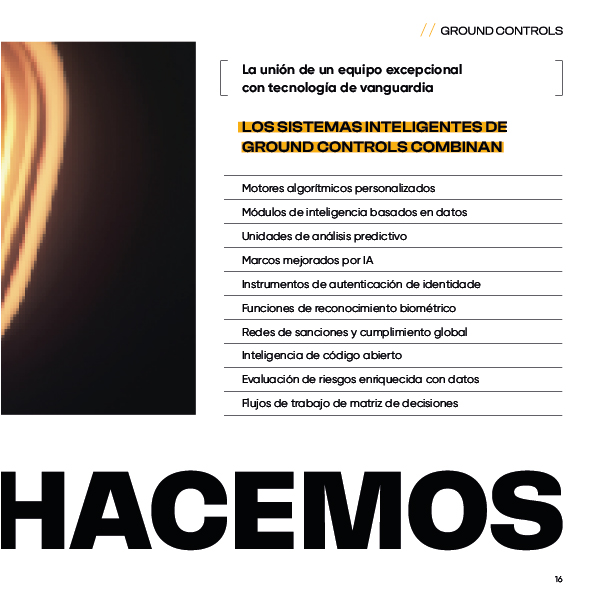 // GROUND CONTROLS
La unión de un equipo excepcional
con tecnología de vanguardia
LOS SISTEMAS INTELIGENTES DE
GROUND CONTROLS COMBINAN
Motores algorítmicos personalizados
Módulos de inteligencia basados en datos
Unidades de análisis predictivo
Marcos mejorados por IA
Instrumentos de autenticación de identidade
Funciones de reconocimiento biométrico
Redes de sanciones y cumplimiento global
Inteligencia de código abierto
Evaluación de riesgos enriquecida con datos
Flujos de trabajo de matriz de decisiones
HACEMOS
16